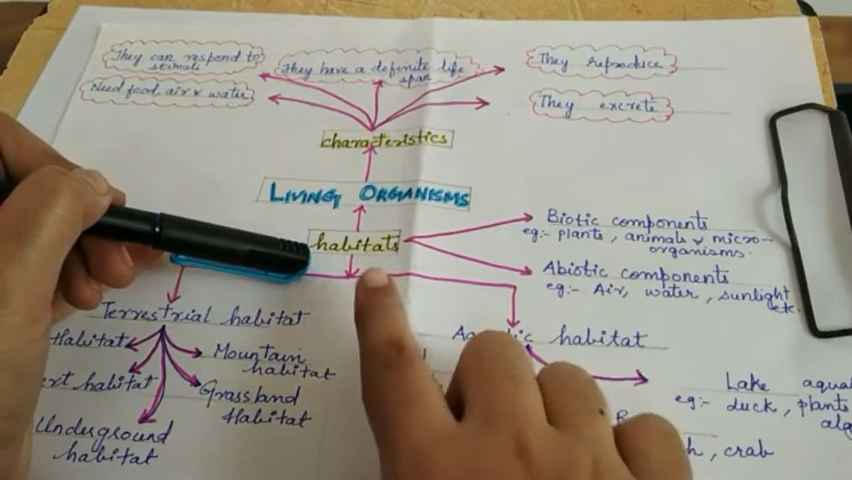 They can respond to
stimuli
They have a definite life
span
They reproduce
Need food, air & water
They excrete
characteristics
LIVING ORGANISMS
habitats
Biotic components
eg:- plants, animals & micro-
organisms.
Abiotic components
eg:- Air, water, sunlight
etc.
Terrestrial habitat
habitat
Habitat
Mountain
habitat
habitat
Grassland
Habitat
Underground
habitat
Lake
eg:- duck, plants
crab